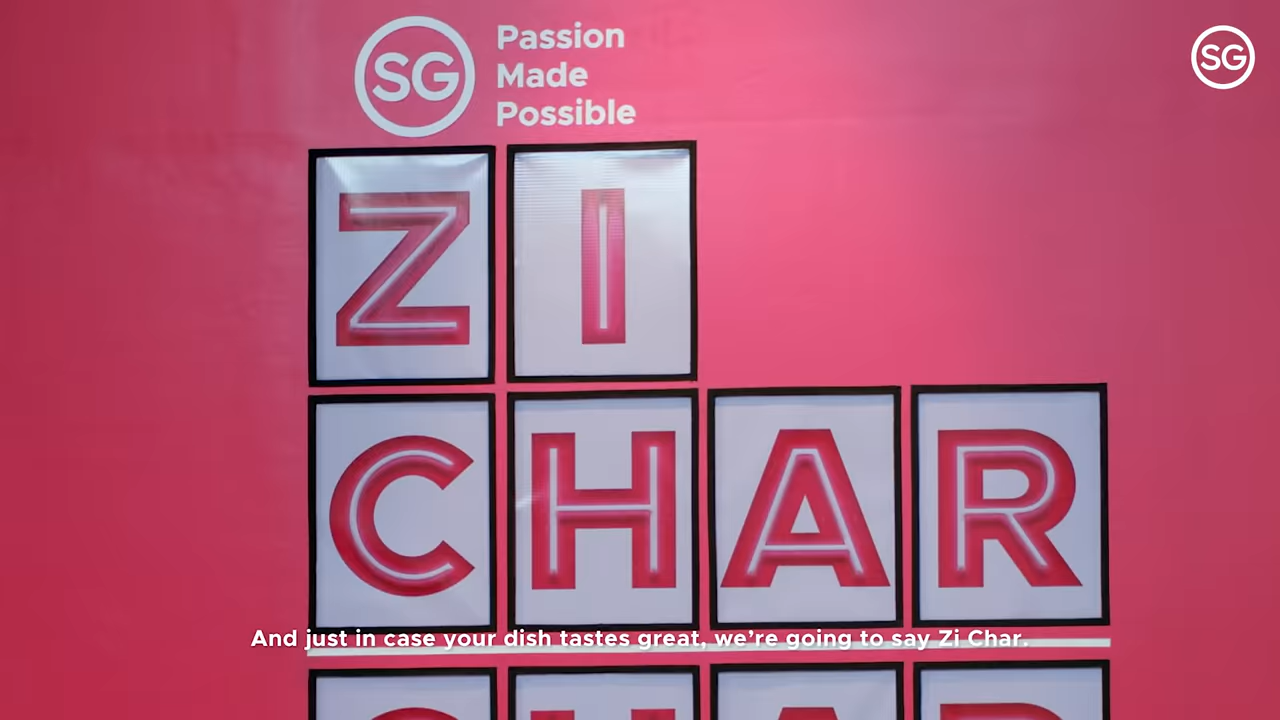 SG
Passion
Made
Possible
SG
ZI
CHAR
And just in case your dish tastes great, we're going to say Zi Char.